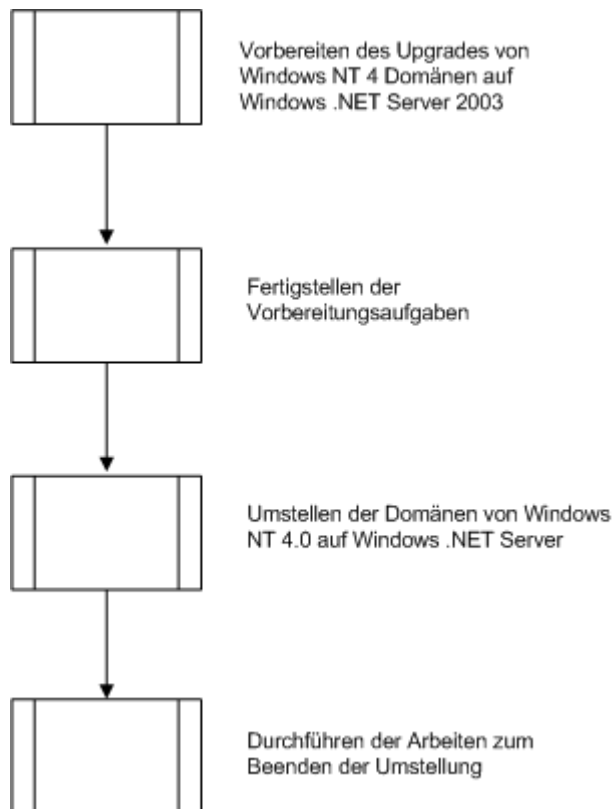 Vorbereiten des Upgrades von
Windows NT 4 Domänen auf
Windows .NET Server 2003
Fertigstellen der
Vorbereitungsaufgaben
Umstellen der Domänen von Windows
NT 4.0 auf Windows .NET Server
Durchführen der Arbeiten zum
Beenden der Umstellung